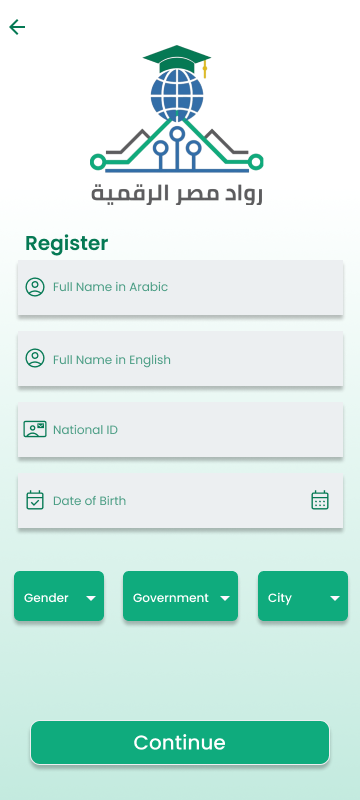 رواد مصر الرقمية
Register
Full Name in Arabic
Full Name in English
National ID
Date of Birth
Gender
Government
City
Continue